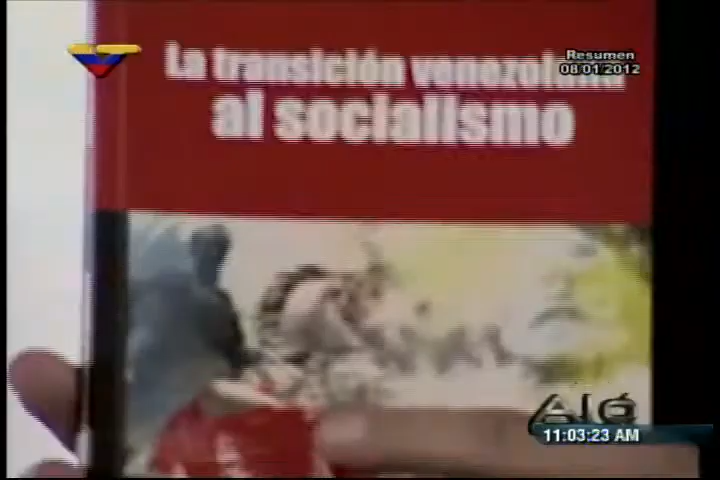 La transición venezolana
al socialismo
Resumen
08/01/2012
Aló
11:03:23 AM